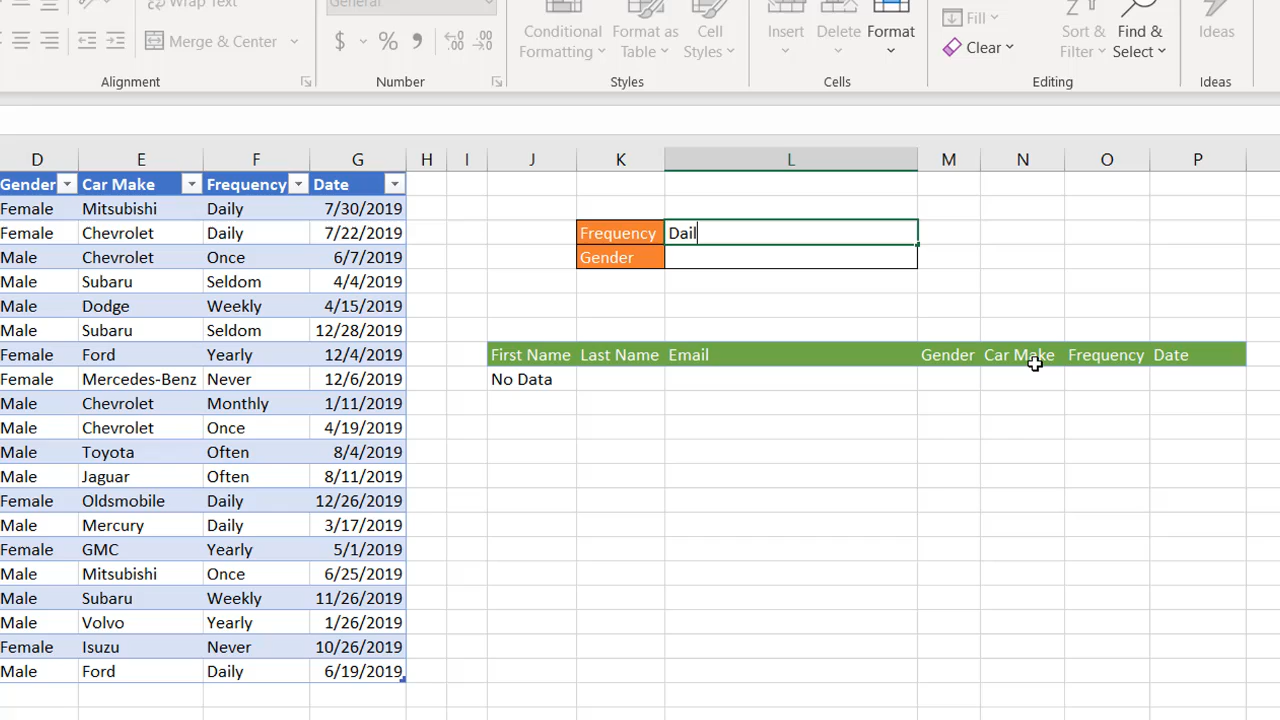 Wrap Text General
Merge & Center $ % 9 Conditional Formatting Format as Table Cell Styles Insert Delete Format Fill Clear Sort & Filter Find & Select Ideas
Alignment Number Styles Cells Editing Ideas
D E F G H I J K L M N O P
Gender Car Make Frequency Date
Female Mitsubishi Daily 7/30/2019
Female Chevrolet Daily 7/22/2019 Frequency Dail
Male Chevrolet Once 6/7/2019 Gender
Male Subaru Seldom 4/4/2019
Male Dodge Weekly 4/15/2019
Male Subaru Seldom 12/28/2019
Female Ford Yearly 12/4/2019 First Name Last Name Email Gender Car Make Frequency Date
Female Mercedes-Benz Never 12/6/2019 No Data
Male Chevrolet Monthly 1/11/2019
Male Chevrolet Once 4/19/2019
Male Toyota Often 8/4/2019
Male Jaguar Often 8/11/2019
Female Oldsmobile Daily 12/26/2019
Male Mercury Daily 3/17/2019
Female GMC Yearly 5/1/2019
Male Mitsubishi Once 6/25/2019
Male Subaru Weekly 11/26/2019
Male Volvo Yearly 1/26/2019
Female Isuzu Never 10/26/2019
Male Ford Daily 6/19/2019